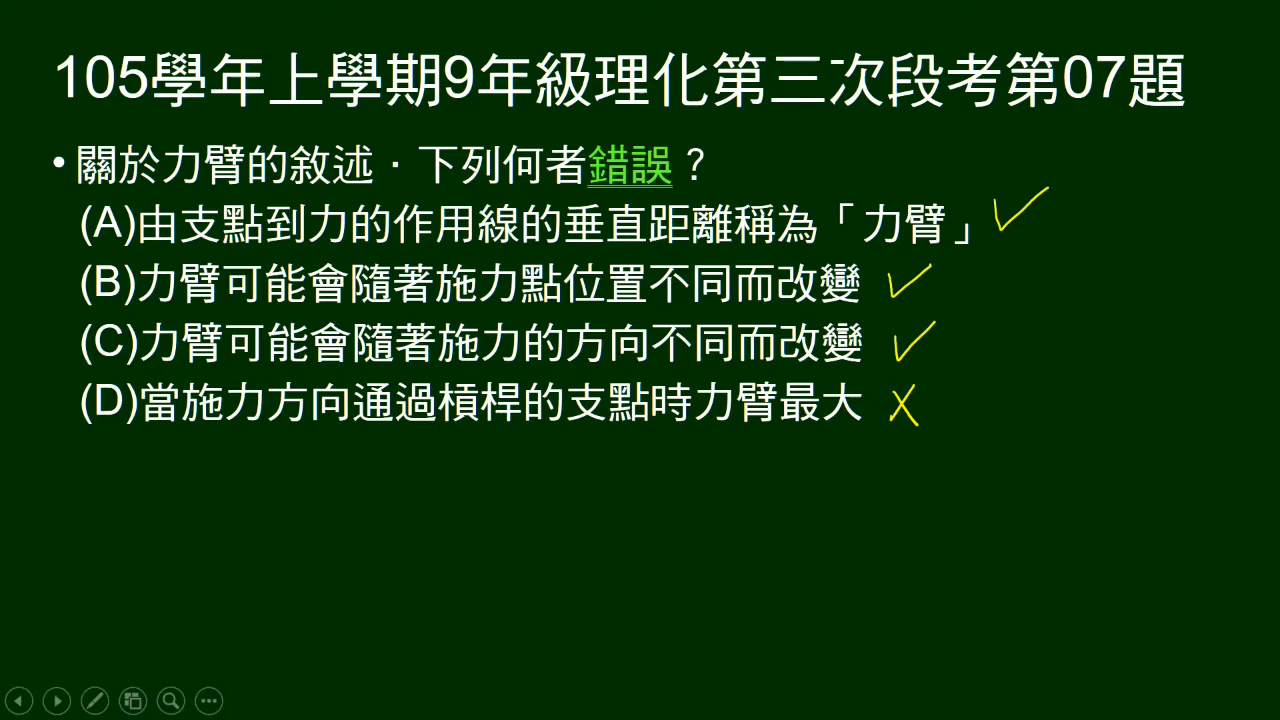 105學年上學期9年級理化第三次段考第07題
•關於力臂的敘述，下列何者錯誤？
(A)由支點到力的作用線的垂直距離稱為「力臂」
(B)力臂可能會隨著施力點位置不同而改變
(C)力臂可能會隨著施力的方向不同而改變
(D)當施力方向通過槓桿的支點時力臂最大